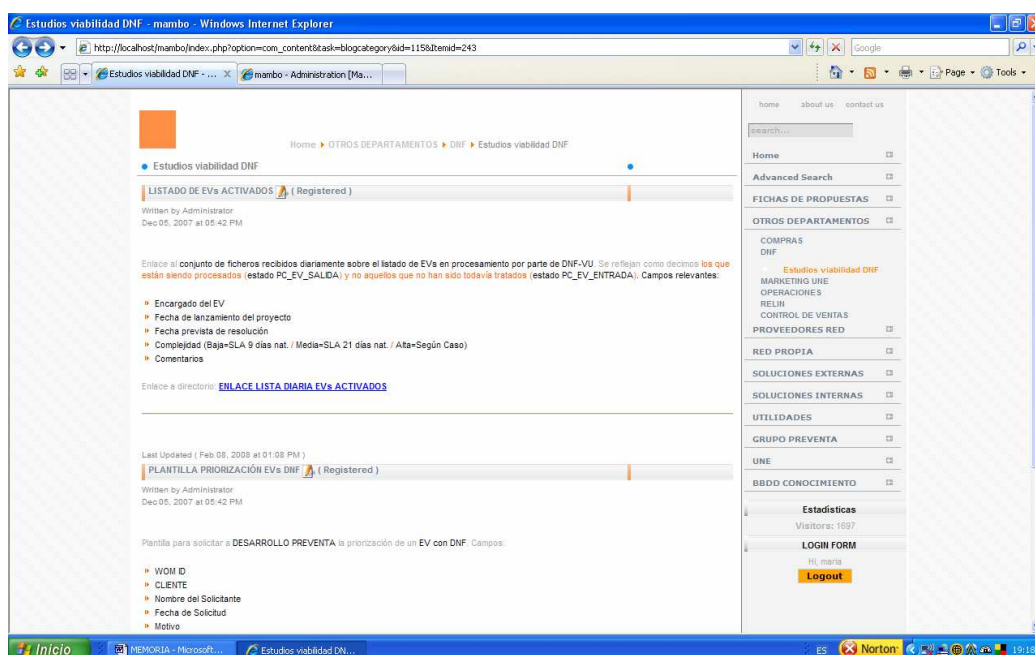 Estudios viabilidad DNF - mambo - Windows Internet Explorer
http://localhost/mambo/index.php?option=com_content&task=blogcategory&id=115&Itemid=243
Google
Estudios viabilidad DNF - ...
mambo - Administration [Ma...
Page
Tools
Home OTROS DEPARTAMENTOS DNF Estudios viabilidad DNF
Estudios viabilidad DNF
LISTADO DE EVs ACTIVADOS ( Registered )
Written by Administrator
Dec 05, 2007 at 05:42 PM
Enlace al conjunto de ficheros recibidos diariamente sobre el listado de EVs en procesamiento por parte de DNF-VU. Se reflejan como decimos los que
están siendo procesados (estado PC_EV_SALIDA) y no aquellos que no han sido todavía tratados (estado PC_EV_ENTRADA). Campos relevantes:
Encargado del EV
Fecha de lanzamiento del proyecto
Fecha prevista de resolución
Complejidad (Baja=SLA 9 días nat. / Media=SLA 21 días nat. / Alta=Según Caso)
Comentarios
Enlace a directorio: ENLACE LISTA DIARIA EVs ACTIVADOS
Last Updated ( Feb 08, 2008 at 01:08 PM )
PLANTILLA PRIORIZACIÓN EVs DNF ( Registered )
Written by Administrator
Dec 05, 2007 at 05:42 PM
Plantilla para solicitar a DESARROLLO PREVENTA la priorización de un EV con DNF. Campos:
WOM ID
CLIENTE
Nombre del Solicitante
Fecha de Solicitud
Motivo
home about us contact us
search...
Home
Advanced Search
FICHAS DE PROPUESTAS
OTROS DEPARTAMENTOS
COMPRAS
DNF
Estudios viabilidad DNF
MARKETING UNE
OPERACIONES
RELIN
CONTROL DE VENTAS
PROVEEDORES RED
RED PROPIA
SOLUCIONES EXTERNAS
SOLUCIONES INTERNAS
UTILIDADES
GRUPO PREVENTA
UNE
BBDD CONOCIMIENTO
Estadísticas
Visitors: 1697
LOGIN FORM
Hi, maria
Logout
Inicio
MEMORIA - Microsoft...
Estudios viabilidad DN...
ES
Norton
19:16